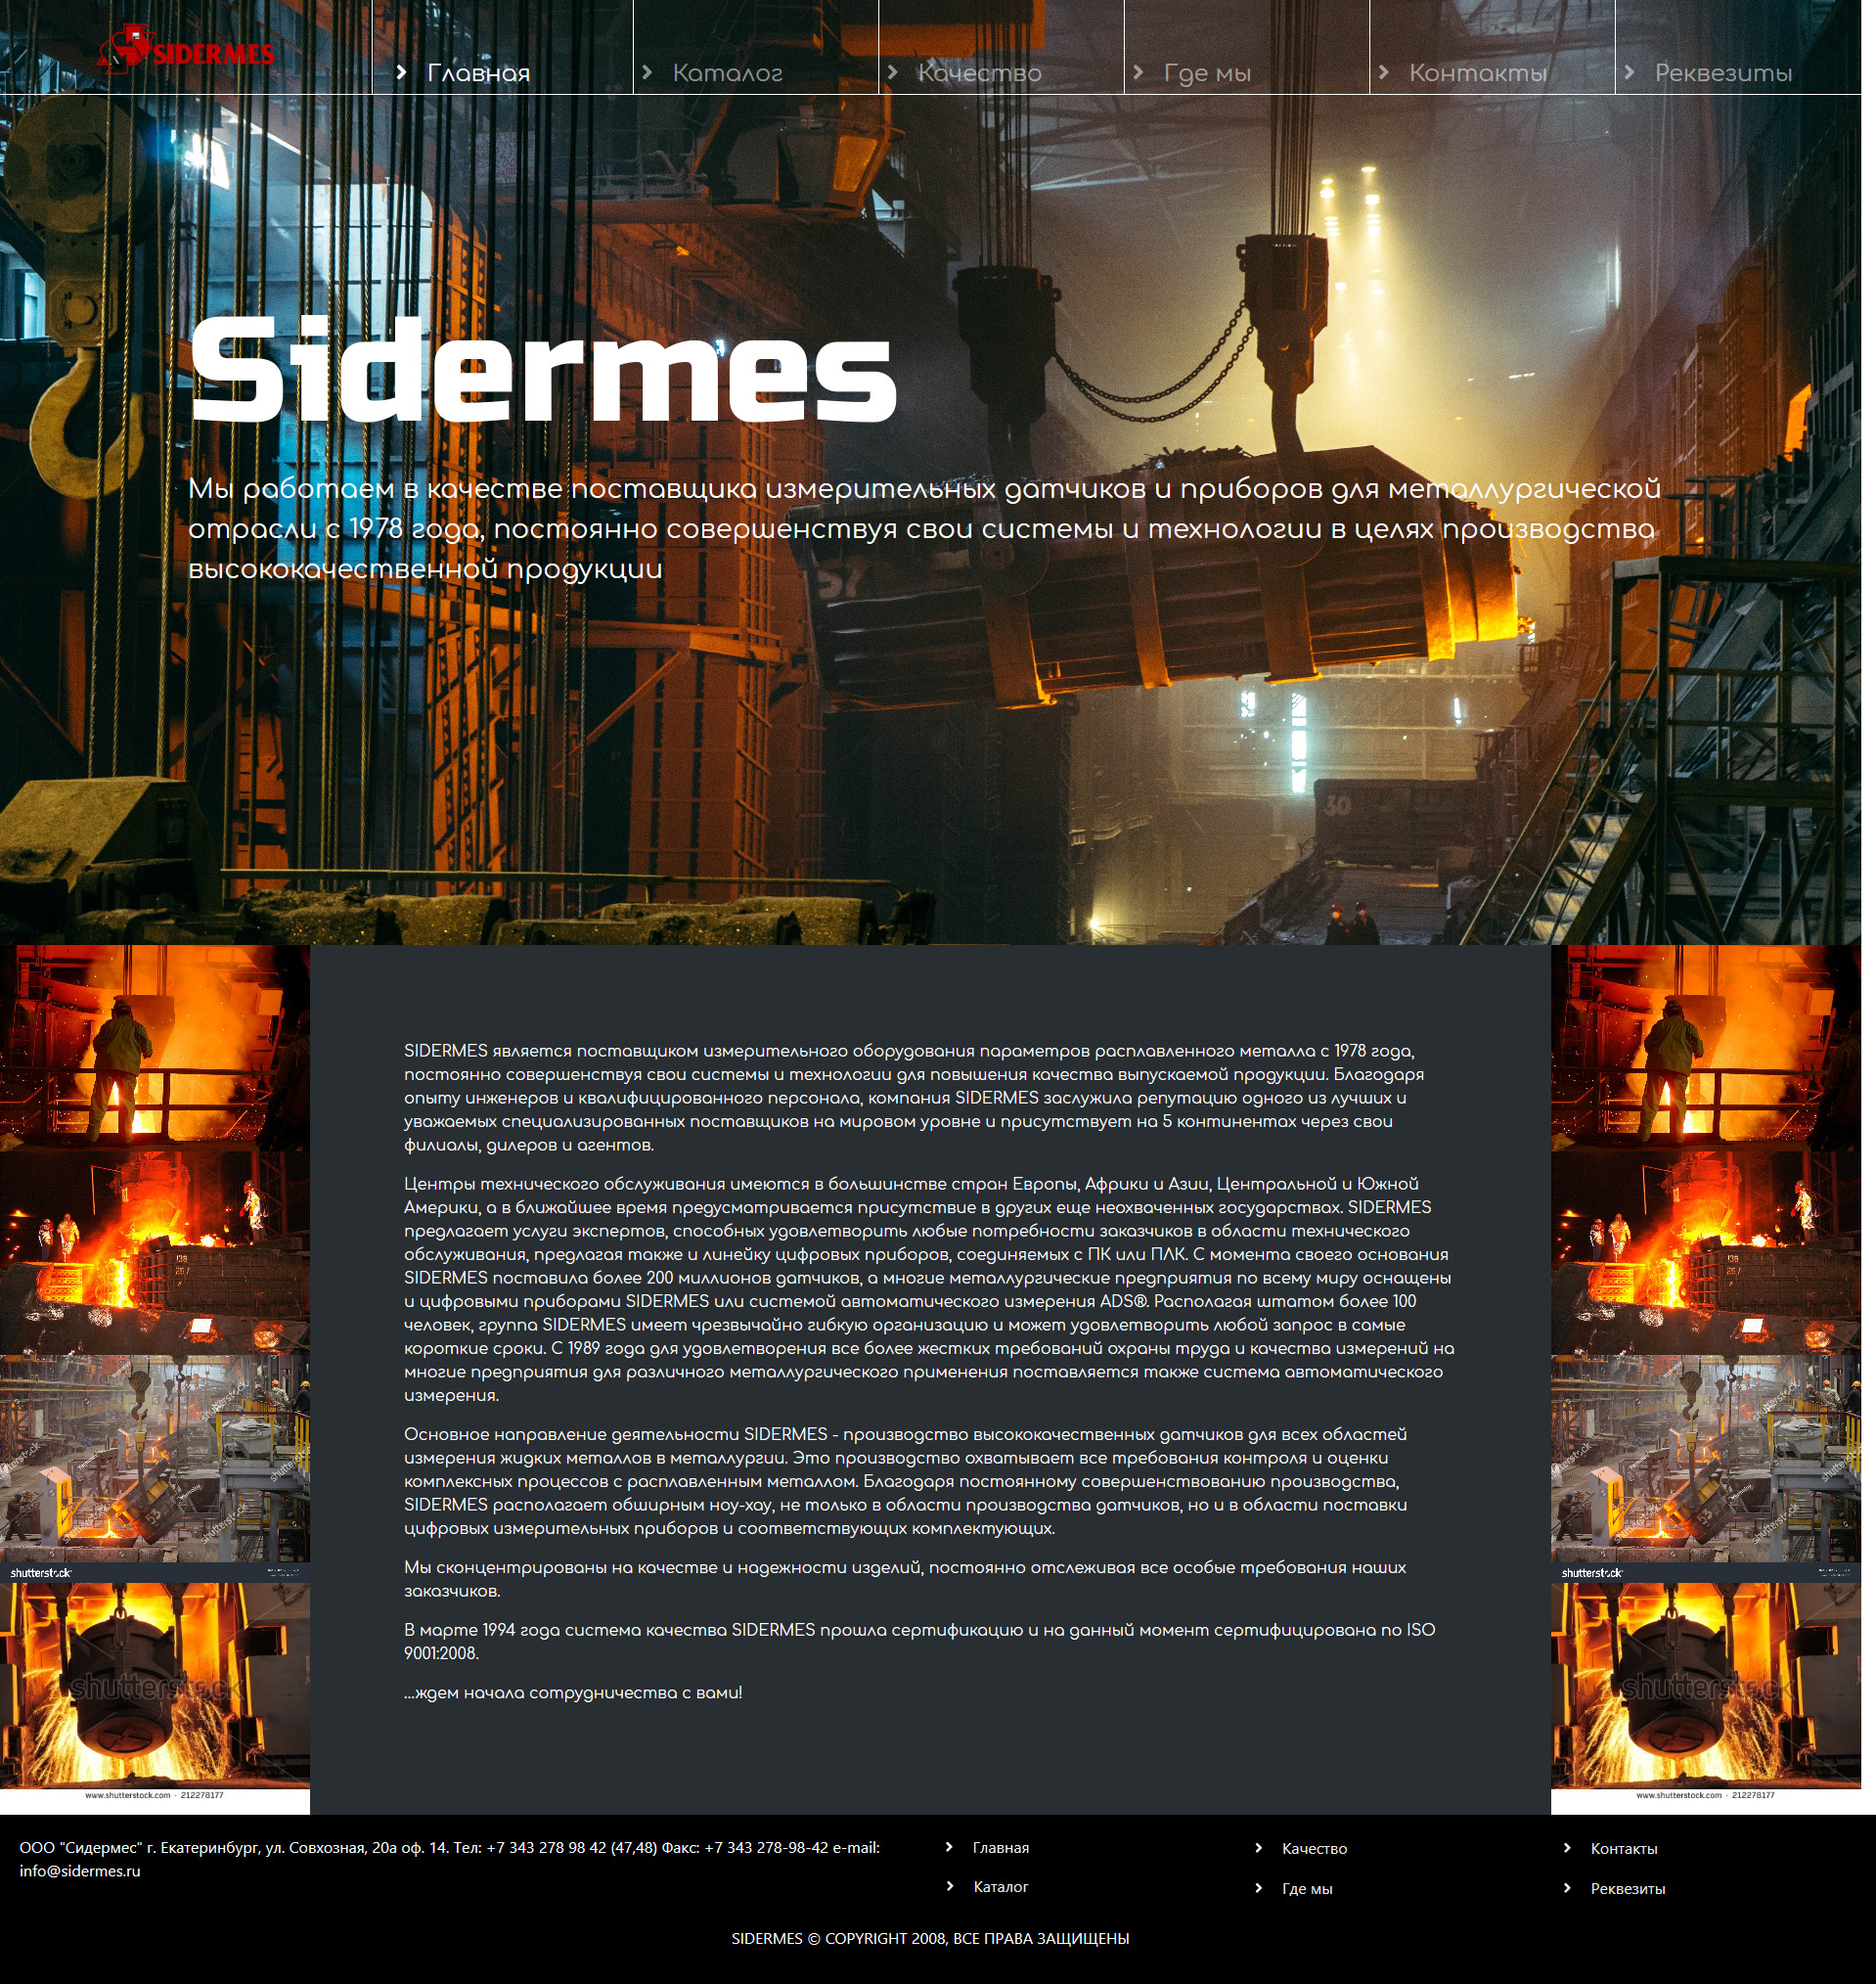 SIDERMES
Главная
Каталог
Качество
Где мы
Контакты
Реквезиты
Sidermes
Мы работаем в качестве поставщика измерительных датчиков и приборов для металлургической
отрасли с 1978 года, постоянно совершенствуя свои системы и технологии в целях производства
высококачественной продукции
57
30
SIDERMES является поставщиком измерительного оборудования параметров расплавленного металла с 1978 года,
постоянно совершенствуя свои системы и технологии для повышения качества выпускаемой продукции. Благодаря
опыту инженеров и квалифицированного персонала, компания SIDERMES заслужила репутацию одного из лучших и
уважаемых специализированных поставщиков на мировом уровне и присутствует на 5 континентах через свои
филиалы, дилеров и агентов.
Центры технического обслуживания имеются в большинстве стран Европы, Африки и Азии, Центральной и Южной
Америки, а в ближайшее время предусматривается присутствие в других еще неохваченных государствах. SIDERMES
предлагает услуги экспертов, способных удовлетворить любые потребности заказчиков в области технического
обслуживания, предлагая также и линейку цифровых приборов, соединяемых с ПК или ПЛК. С момента своего основания
SIDERMES поставила более 200 миллионов датчиков, а многие металлургические предприятия по всему миру оснащены
и цифровыми приборами SIDERMES или системой автоматического измерения ADS®. Располагая штатом более 100
человек, группа SIDERMES имеет чрезвычайно гибкую организацию и может удовлетворить любой запрос в самые
короткие сроки. С 1989 года для удовлетворения все более жестких требований охраны труда и качества измерений на
многие предприятия для различного металлургического применения поставляется также система автоматического
измерения.
Основное направление деятельности SIDERMES - производство высококачественных датчиков для всех областей
измерения жидких металлов в металлургии. Это производство охватывает все требования контроля и оценки
комплексных процессов с расплавленным металлом. Благодаря постоянному совершенствованию производства,
SIDERMES располагает обширным ноу-хау, не только в области производства датчиков, но и в области поставки
цифровых измерительных приборов и соответствующих комплектующих.
Мы сконцентрированы на качестве и надежности изделий, постоянно отслеживая все особые требования наших
заказчиков.
В марте 1994 года система качества SIDERMES прошла сертификацию и на данный момент сертифицирована по ISO
9001:2008.
...ждем начала сотрудничества с вами!
138
25.7
shutterstock
shutterstock
www.shutterstock.com · 212278177
138
25.7
shutterstock
shutterstock
www.shutterstock.com · 212278177
ООО "Сидермес" г. Екатеринбург, ул. Совхозная, 20а оф. 14. Тел: +7 343 278 98 42 (47,48) Факс: +7 343 278-98-42 e-mail:
info@sidermes.ru
Главная
Каталог
Качество
Где мы
Контакты
Реквезиты
SIDERMES © COPYRIGHT 2008, ВСЕ ПРАВА ЗАЩИЩЕНЫ